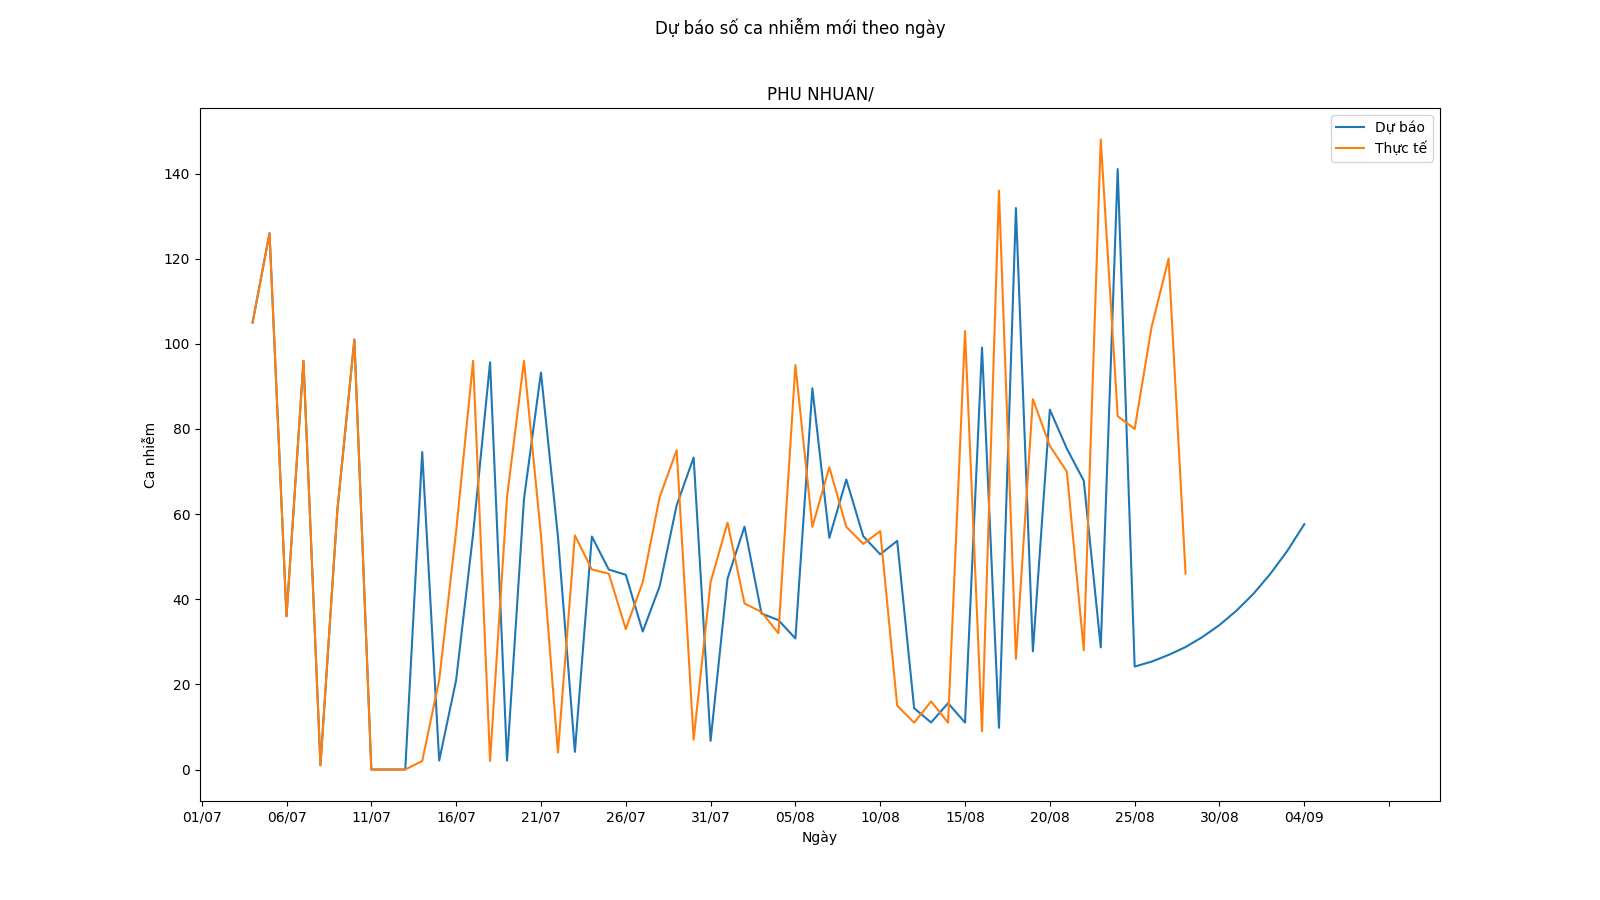 Dự báo số ca nhiễm mới theo ngày
PHU NHUAN/
Dự báo
Thực tế
140
120
100
80
60
40
20
0
Ca nhiễm
01/07 06/07 11/07 16/07 21/07 26/07 31/07 05/08 10/08 15/08 20/08 25/08 30/08 04/09
Ngày